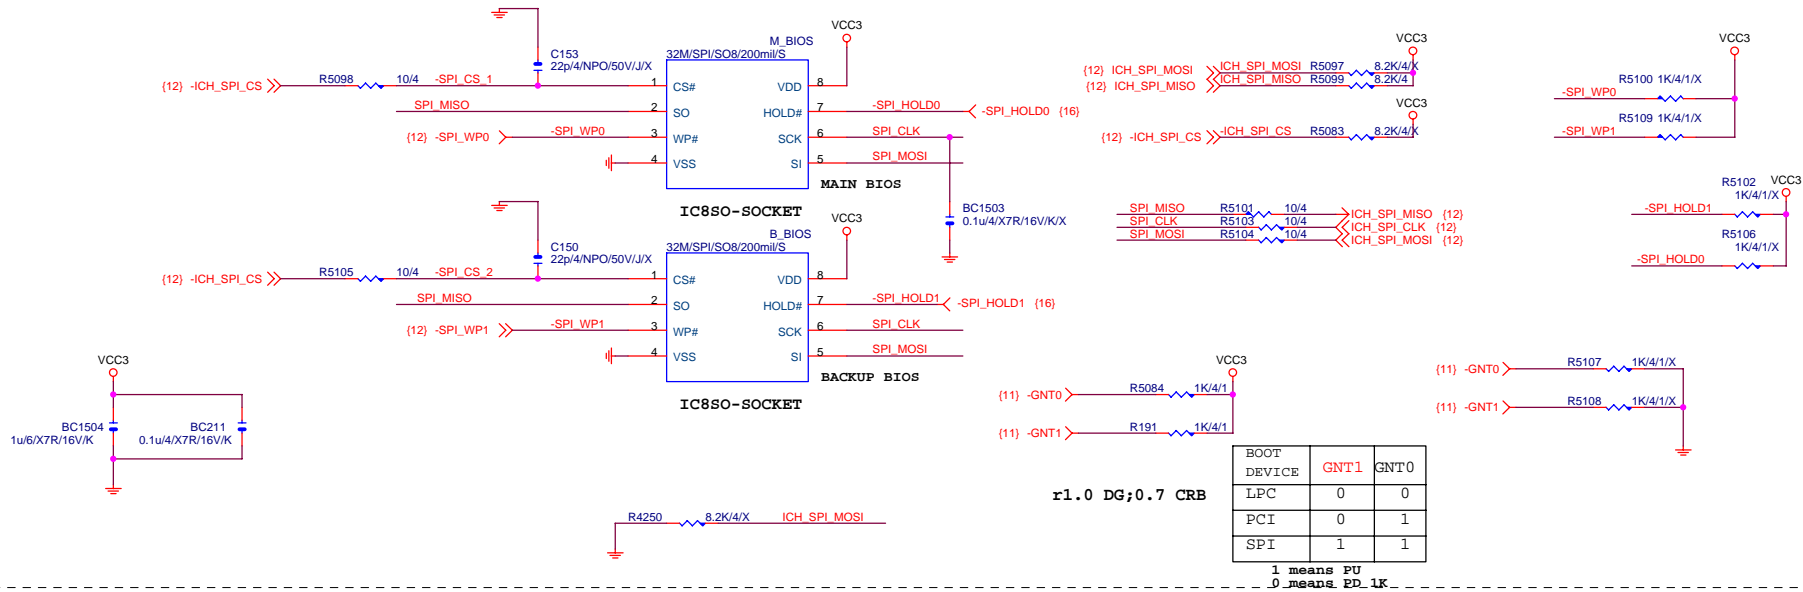 VCC3
M_BIOS
C153
22p/4/NPO/50V/J/X
32M/SPI/SO8/200mil/S
{12} -ICH_SPI_CS
R5098
10/4
-SPI_CS_1
1
CS#
VDD
8
SPI_MISO
2
SO
HOLD#
7
-SPI_HOLD0
-SPI_HOLD0 {16}
{12} -SPI_WP0
-SPI_WP0
3
WP#
SCK
6
SPI_CLK
4
VSS
SI
5
SPI_MOSI
MAIN BIOS
IC8SO-SOCKET
BC1503
0.1u/4/X7R/16V/K/X
VCC3
B_BIOS
C150
22p/4/NPO/50V/J/X
32M/SPI/SO8/200mil/S
{12} -ICH_SPI_CS
R5105
10/4
-SPI_CS_2
1
CS#
VDD
8
SPI_MISO
2
SO
HOLD#
7
-SPI_HOLD1
-SPI_HOLD1 {16}
{12} -SPI_WP1
-SPI_WP1
3
WP#
SCK
6
SPI_CLK
4
VSS
SI
5
SPI_MOSI
BACKUP BIOS
IC8SO-SOCKET
VCC3
BC1504
1u/6/X7R/16V/K
BC211
0.1u/4/X7R/16V/K
R4250
8.2K/4/X
ICH_SPI_MOSI
VCC3
{12} ICH_SPI_MOSI
ICH_SPI_MOSI R5097
8.2K/4/X
{12} ICH_SPI_MISO
ICH_SPI_MISO R5099
8.2K/4
VCC3
{12} -ICH_SPI_CS
-ICH_SPI_CS
R5083
8.2K/4/X
VCC3
R5100 1K/4/1/X
-SPI_WP0
R5109 1K/4/1/X
-SPI_WP1
SPI_MISO
R5101
10/4
ICH_SPI_MISO {12}
SPI_CLK
R5103
10/4
ICH_SPI_CLK {12}
SPI_MOSI
R5104
10/4
ICH_SPI_MOSI {12}
R5102
VCC3
1K/4/1/X
-SPI_HOLD1
R5106
1K/4/1/X
-SPI_HOLD0
VCC3
{11} -GNT0
R5084
1K/4/1
{11} -GNT1
R191
1K/4/1
{11} -GNT0
R5107
1K/4/1/X
{11} -GNT1
R5108
1K/4/1/X
r1.0 DG;0.7 CRB
BOOT
DEVICE GNT1 GNT0
LPC 0 0
PCI 0 1
SPI 1 1
1 means PU
0 means PD 1K